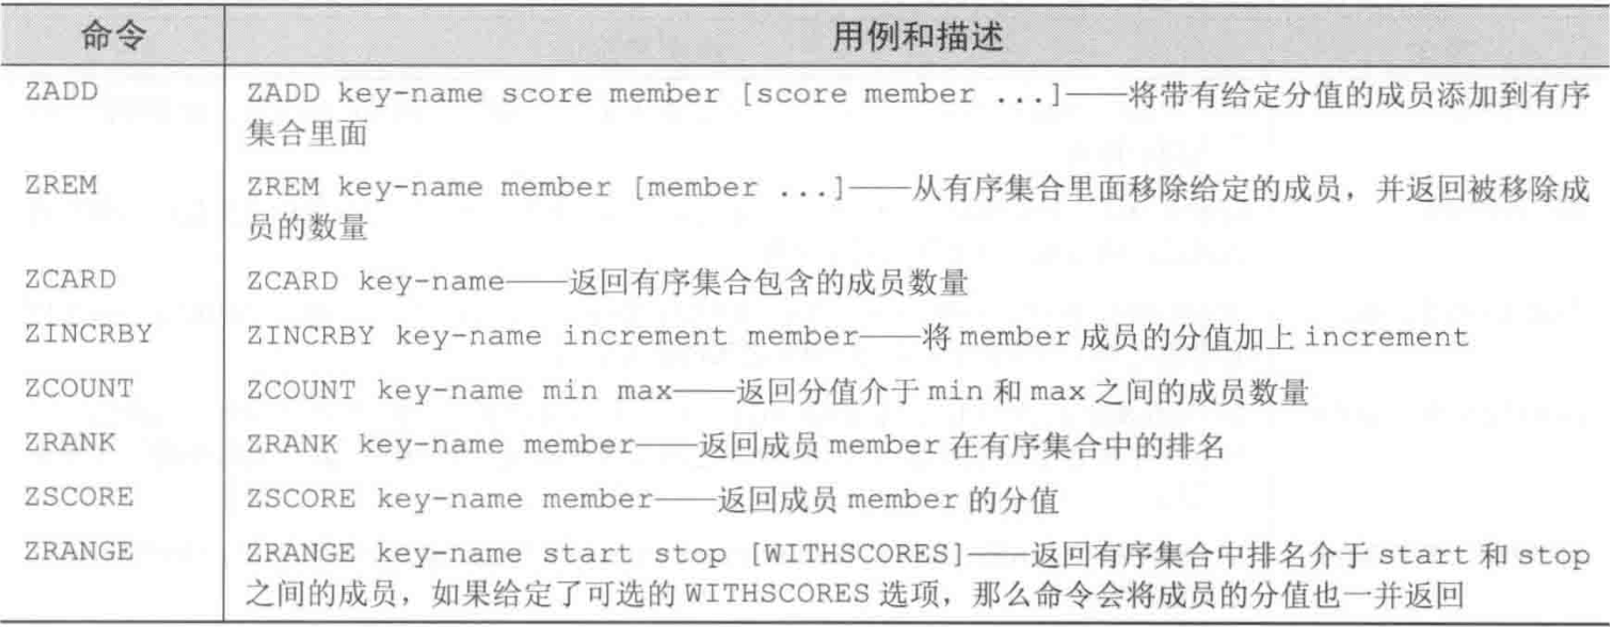 命令 用例和描述
ZADD ZADD key-name score member [score member ...]——将带有给定分值的成员添加到有序
集合里面
ZREM ZREM key-name member [member ...]——从有序集合里面移除给定的成员，并返回被移除成
员的数量
ZCARD ZCARD key-name——返回有序集合包含的成员数量
ZINCRBY ZINCRBY key-name increment member——将 member 成员的分值加上 increment
ZCOUNT ZCOUNT key-name min max——返回分值介于 min 和 max 之间的成员数量
ZRANK ZRANK key-name member——返回成员 member 在有序集合中的排名
ZSCORE ZSCORE key-name member——返回成员 member 的分值
ZRANGE ZRANGE key-name start stop [WITHSCORES]——返回有序集合中排名介于 start 和 stop
之间的成员，如果给定了可选的 WITHSCORES 选项，那么命令会将成员的分值也一并返回